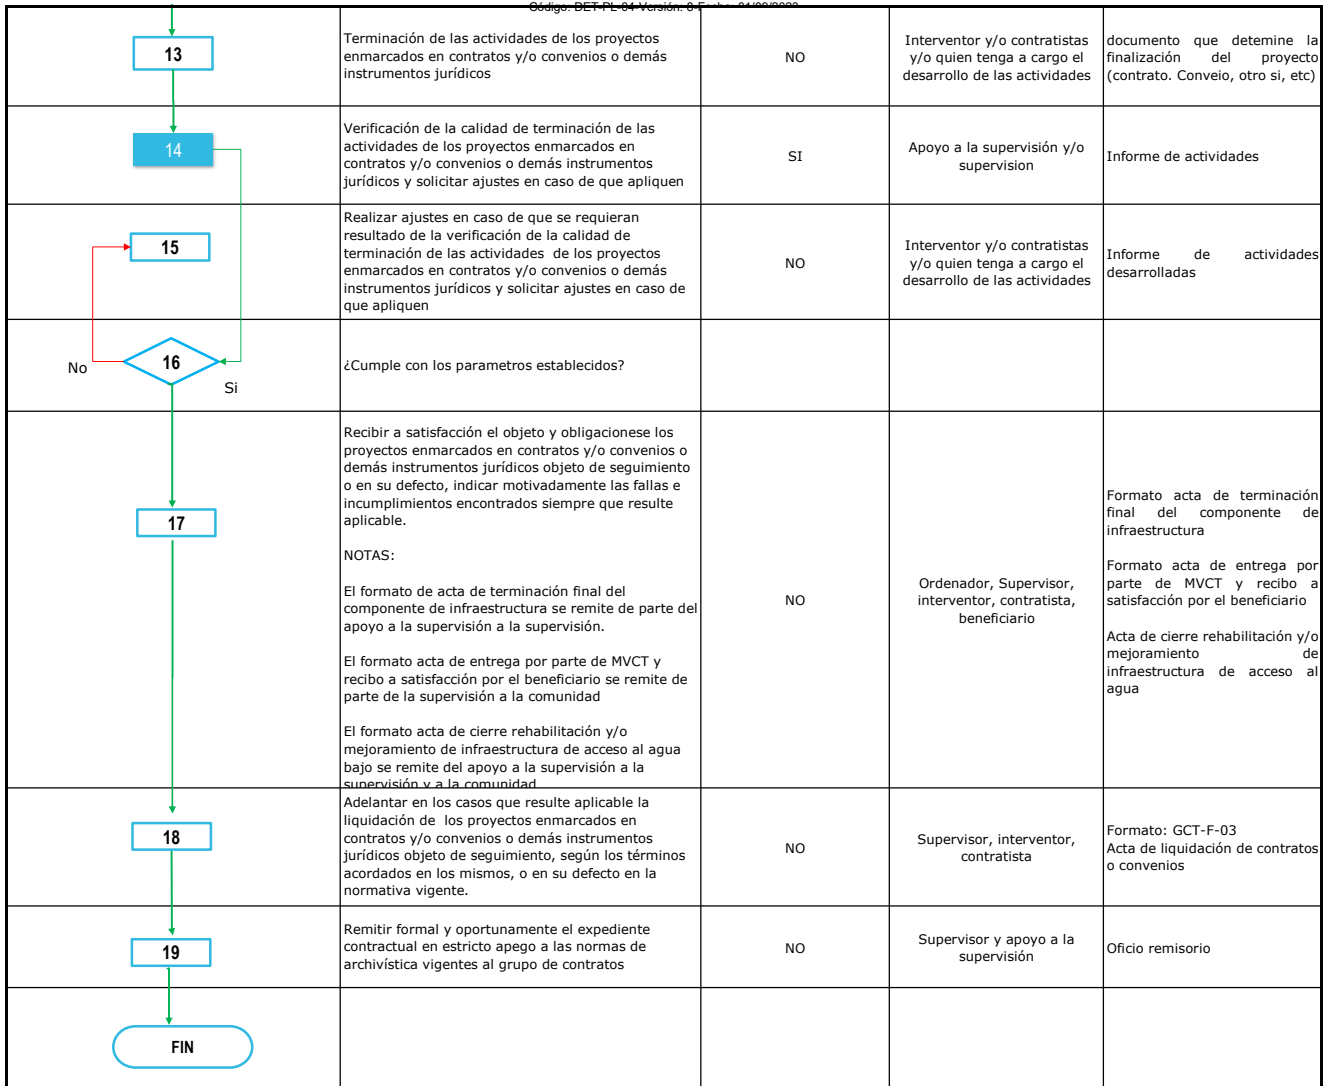 Código: DET-PL-04 Versión: 8 Fecha: 01/09/2023
13
Terminación de las actividades de los proyectos
enmarcados en contratos y/o convenios o demás
instrumentos jurídicos
NO
Interventor y/o contratistas
y/o quien tenga a cargo el
desarrollo de las actividades
documento que detemine la
finalización del proyecto
(contrato. Conveio, otro si, etc)
14
Verificación de la calidad de terminación de las
actividades de los proyectos enmarcados en
contratos y/o convenios o demás instrumentos
jurídicos y solicitar ajustes en caso de que apliquen
SI
Apoyo a la supervisión y/o
supervision
Informe de actividades
15
Realizar ajustes en caso de que se requieran
resultado de la verificación de la calidad de
terminación de las actividades de los proyectos
enmarcados en contratos y/o convenios o demás
instrumentos jurídicos y solicitar ajustes en caso de
que apliquen
NO
Interventor y/o contratistas
y/o quien tenga a cargo el
desarrollo de las actividades
Informe de actividades
desarrolladas
16
No
Si
¿Cumple con los parametros establecidos?
17
Recibir a satisfacción el objeto y obligacionese los
proyectos enmarcados en contratos y/o convenios o
demás instrumentos jurídicos objeto de seguimiento
o en su defecto, indicar motivadamente las fallas e
incumplimientos encontrados siempre que resulte
aplicable.
NOTAS:
El formato de acta de terminación final del
componente de infraestructura se remite de parte del
apoyo a la supervisión a la supervisión.
El formato acta de entrega por parte de MVCT y
recibo a satisfacción por el beneficiario se remite de
parte de la supervisión a la comunidad
El formato acta de cierre rehabilitación y/o
mejoramiento de infraestructura de acceso al agua
bajo se remite del apoyo a la supervisión a la
supervisión y a la comunidad
NO
Ordenador, Supervisor,
interventor, contratista,
beneficiario
Formato acta de terminación
final del componente de
infraestructura
Formato acta de entrega por
parte de MVCT y recibo a
satisfacción por el beneficiario
Acta de cierre rehabilitación y/o
mejoramiento de
infraestructura de acceso al
agua
18
Adelantar en los casos que resulte aplicable la
liquidación de los proyectos enmarcados en
contratos y/o convenios o demás instrumentos
jurídicos objeto de seguimiento, según los términos
acordados en los mismos, o en su defecto en la
normativa vigente.
NO
Supervisor, interventor,
contratista
Formato: GCT-F-03
Acta de liquidación de contratos
o convenios
19
Remitir formal y oportunamente el expediente
contractual en estricto apego a las normas de
archivística vigentes al grupo de contratos
NO
Supervisor y apoyo a la
supervisión
Oficio remisorio
FIN